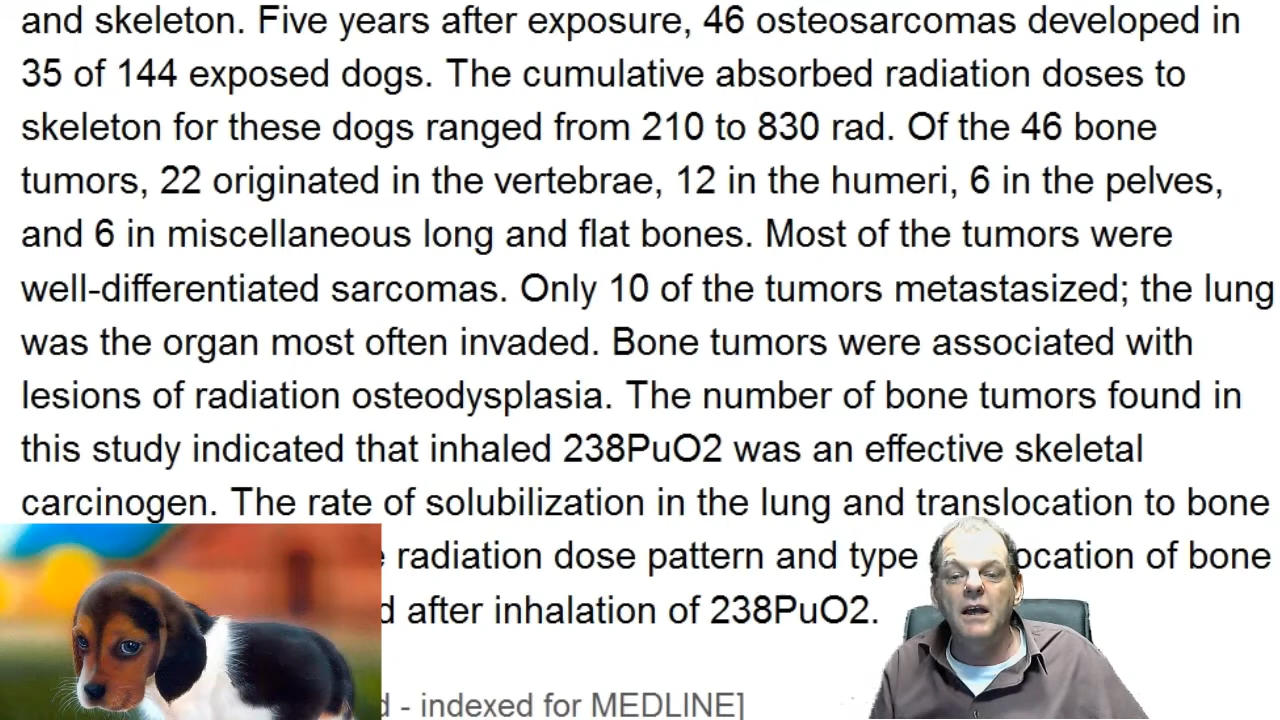 and skeleton. Five years after exposure, 46 osteosarcomas developed in
35 of 144 exposed dogs. The cumulative absorbed radiation doses to
skeleton for these dogs ranged from 210 to 830 rad. Of the 46 bone
tumors, 22 originated in the vertebrae, 12 in the humeri, 6 in the pelves,
and 6 in miscellaneous long and flat bones. Most of the tumors were
well-differentiated sarcomas. Only 10 of the tumors metastasized; the lung
was the organ most often invaded. Bone tumors were associated with
lesions of radiation osteodysplasia. The number of bone tumors found in
this study indicated that inhaled 238PuO2 was an effective skeletal
carcinogen. The rate of solubilization in the lung and translocation to bone
radiation dose pattern and type of bone
after inhalation of 238PuO2.
- indexed for MEDLINE]